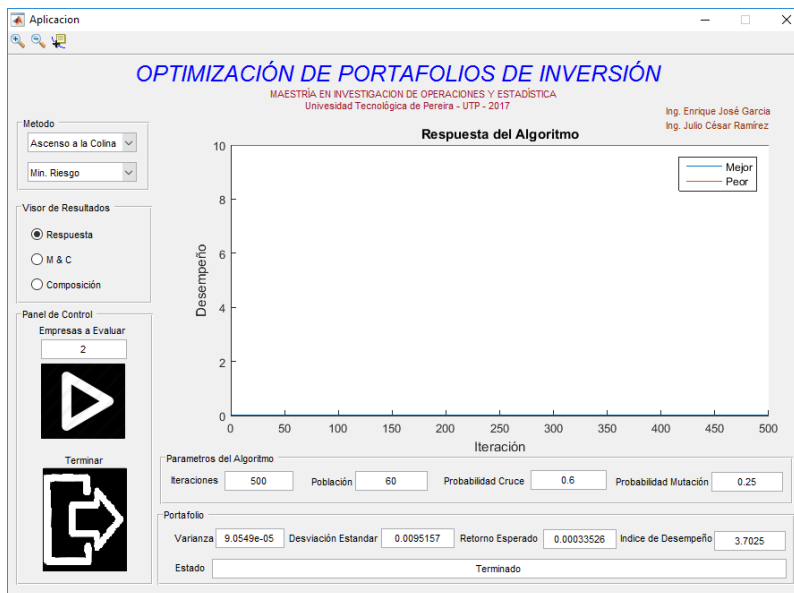 Aplicacion
OPTIMIZACIÓN DE PORTAFOLIOS DE INVERSIÓN
MAESTRÍA EN INVESTIGACION DE OPERACIONES Y ESTADÍSTICA
Univesidad Tecnológica de Pereira - UTP - 2017
Ing. Enrique José Garcia
Ing. Julio César Ramírez
Metodo
Ascenso a la Colina
Min. Riesgo
Visor de Resultados
Respuesta
M & C
Composición
Panel de Control
Empresas a Evaluar
2
Terminar
Respuesta del Algoritmo
Mejor
Peor
Desempeño
10
8
6
4
2
0
0 50 100 150 200 250 300 350 400 450 500
Iteración
Parametros del Algoritmo
Iteraciones 500 Población 60 Probabilidad Cruce 0.6 Probabilidad Mutación 0.25
Portafolio
Varianza 9.0549e-05 Desviación Estandar 0.0095157 Retorno Esperado 0.00033526 Indice de Desempeño 3.7025
Estado Terminado